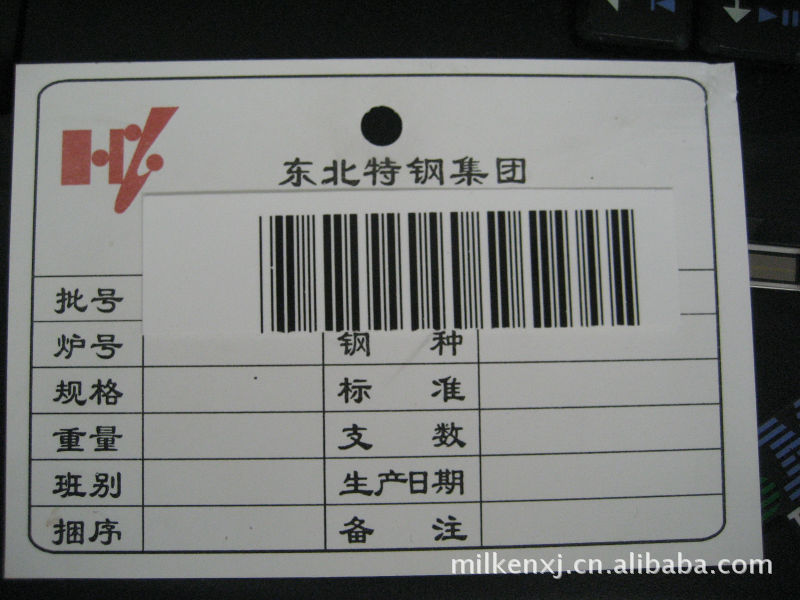 东北特钢集团
批号
炉号 钢 种
规格 标 准
重量 支 数
班别 生产日期
捆序 备 注
milkenxj.cn.alibaba.com